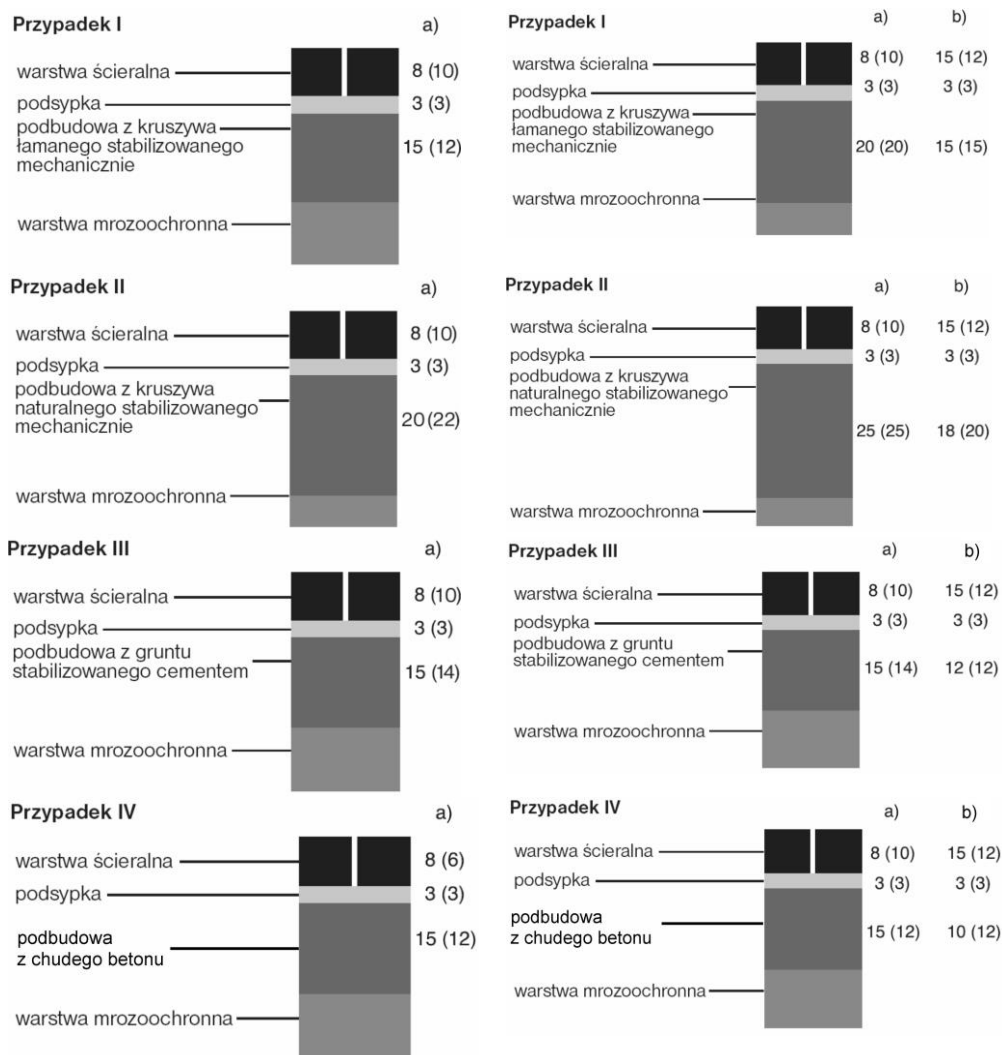 Przypadek I a)
warstwa ścieralna 8 (10)
podsypka 3 (3)
podbudowa z kruszywa
łamanego stabilizowanego
mechanicznie 15 (12)
warstwa mrozoochronna
Przypadek II a)
warstwa ścieralna 8 (10)
podsypka 3 (3)
podbudowa z kruszywa
naturalnego stabilizowanego
mechanicznie 20 (22)
warstwa mrozoochronna
Przypadek III a)
warstwa ścieralna 8 (10)
podsypka 3 (3)
podbudowa z gruntu
stabilizowanego cementem 15 (14)
warstwa mrozoochronna
Przypadek IV a)
warstwa ścieralna 8 (6)
podsypka 3 (3)
podbudowa 15 (12)
z chudego betonu
warstwa mrozoochronna
Przypadek I a) b)
warstwa ścieralna 8 (10) 15 (12)
podsypka 3 (3) 3 (3)
podbudowa z kruszywa
łamanego stabilizowanego
mechanicznie 20 (20) 15 (15)
warstwa mrozoochronna
Przypadek II a) b)
warstwa ścieralna 8 (10) 15 (12)
podsypka 3 (3) 3 (3)
podbudowa z kruszywa
naturalnego stabilizowanego
mechanicznie 25 (25) 18 (20)
warstwa mrozoochronna
Przypadek III a) b)
warstwa ścieralna 8 (10) 15 (12)
podsypka 3 (3) 3 (3)
podbudowa z gruntu
stabilizowanego cementem 15 (14) 12 (12)
warstwa mrozoochronna
Przypadek IV a) b)
warstwa ścieralna 8 (10) 15 (12)
podsypka 3 (3) 3 (3)
podbudowa
z chudego betonu 15 (12) 10 (12)
warstwa mrozoochronna